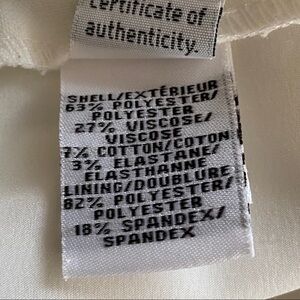 certificate of
authenticity.
SHELL/EXTÉRIEUR
63% POLYESTER/
POLYESTER
27% VISCOSE/
VISCOSE
7% COTTON/COTON
3% ELASTANE/
ELASTHANNE
LINING/DOUBLURE
82% POLYESTER/
POLYESTER
18% SPANDEX/
SPANDEX